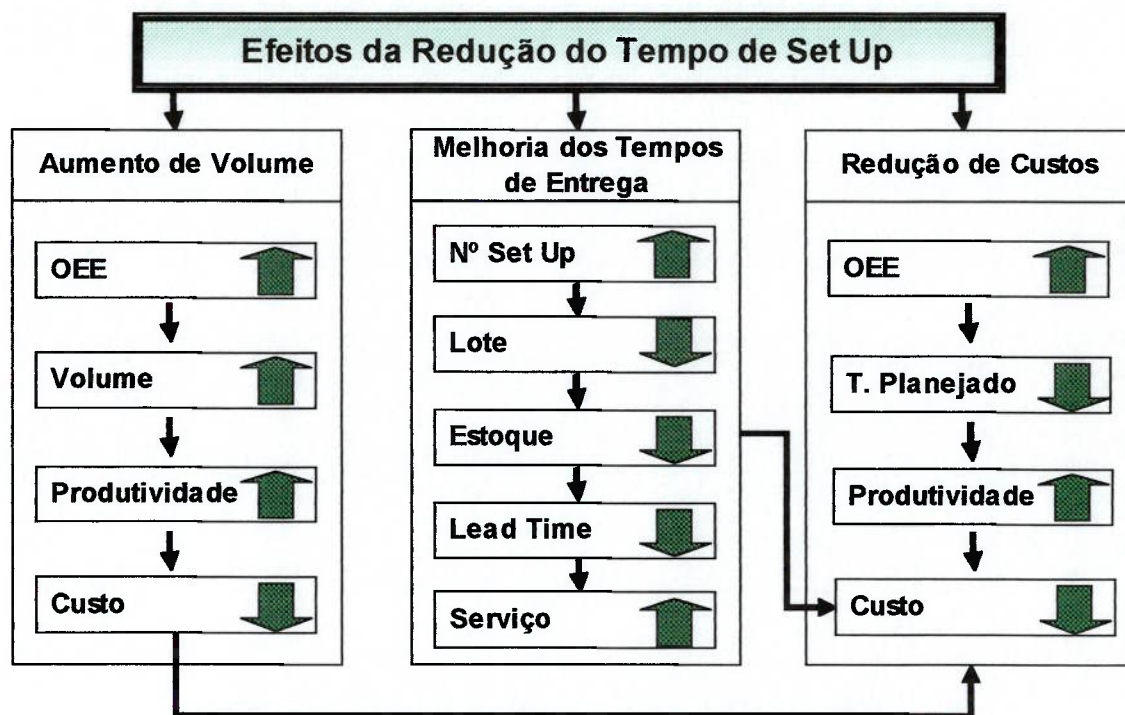 Efeitos da Redução do Tempo de Set Up
Aumento de Volume
OEE
Volume
Produtividade
Custo
Melhoria dos Tempos
de Entrega
Nº Set Up
Lote
Estoque
Lead Time
Serviço
Redução de Custos
OEE
T. Planejado
Produtividade
Custo